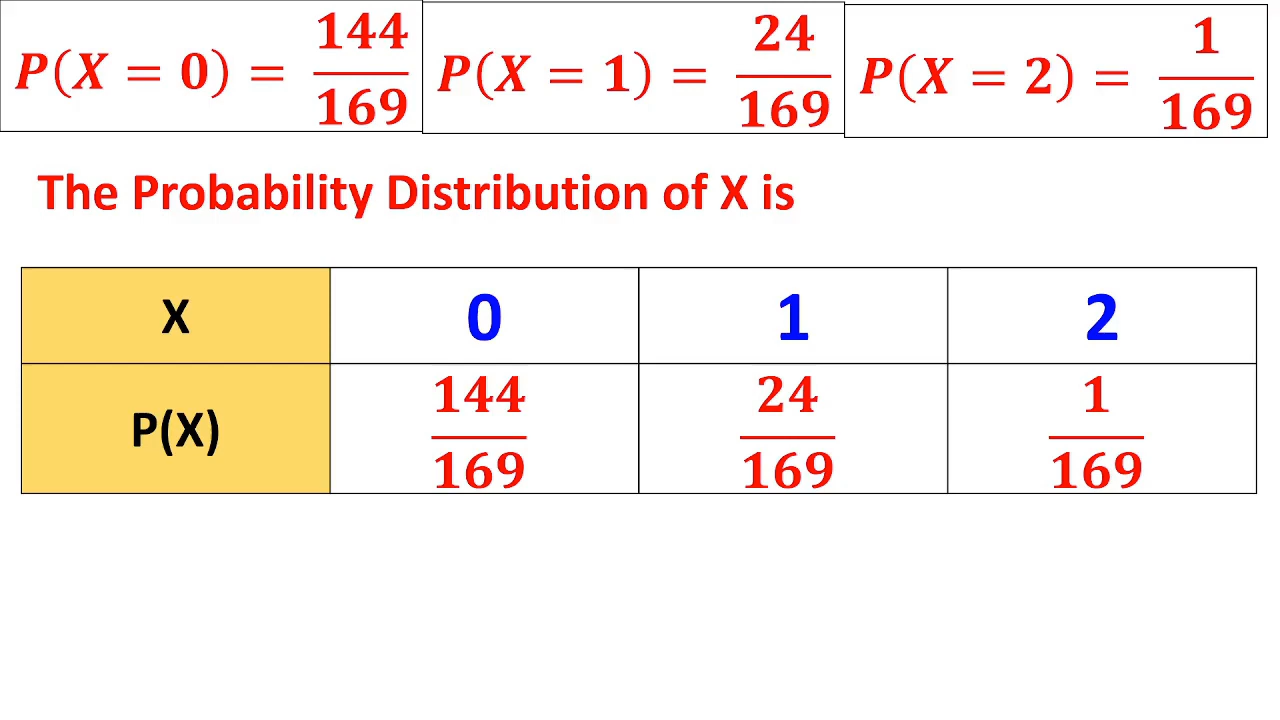 P(X = 0) = 144/169 P(X = 1) = 24/169 P(X = 2) = 1/169
The Probability Distribution of X is
X 0 1 2
P(X) 144/169 24/169 1/169